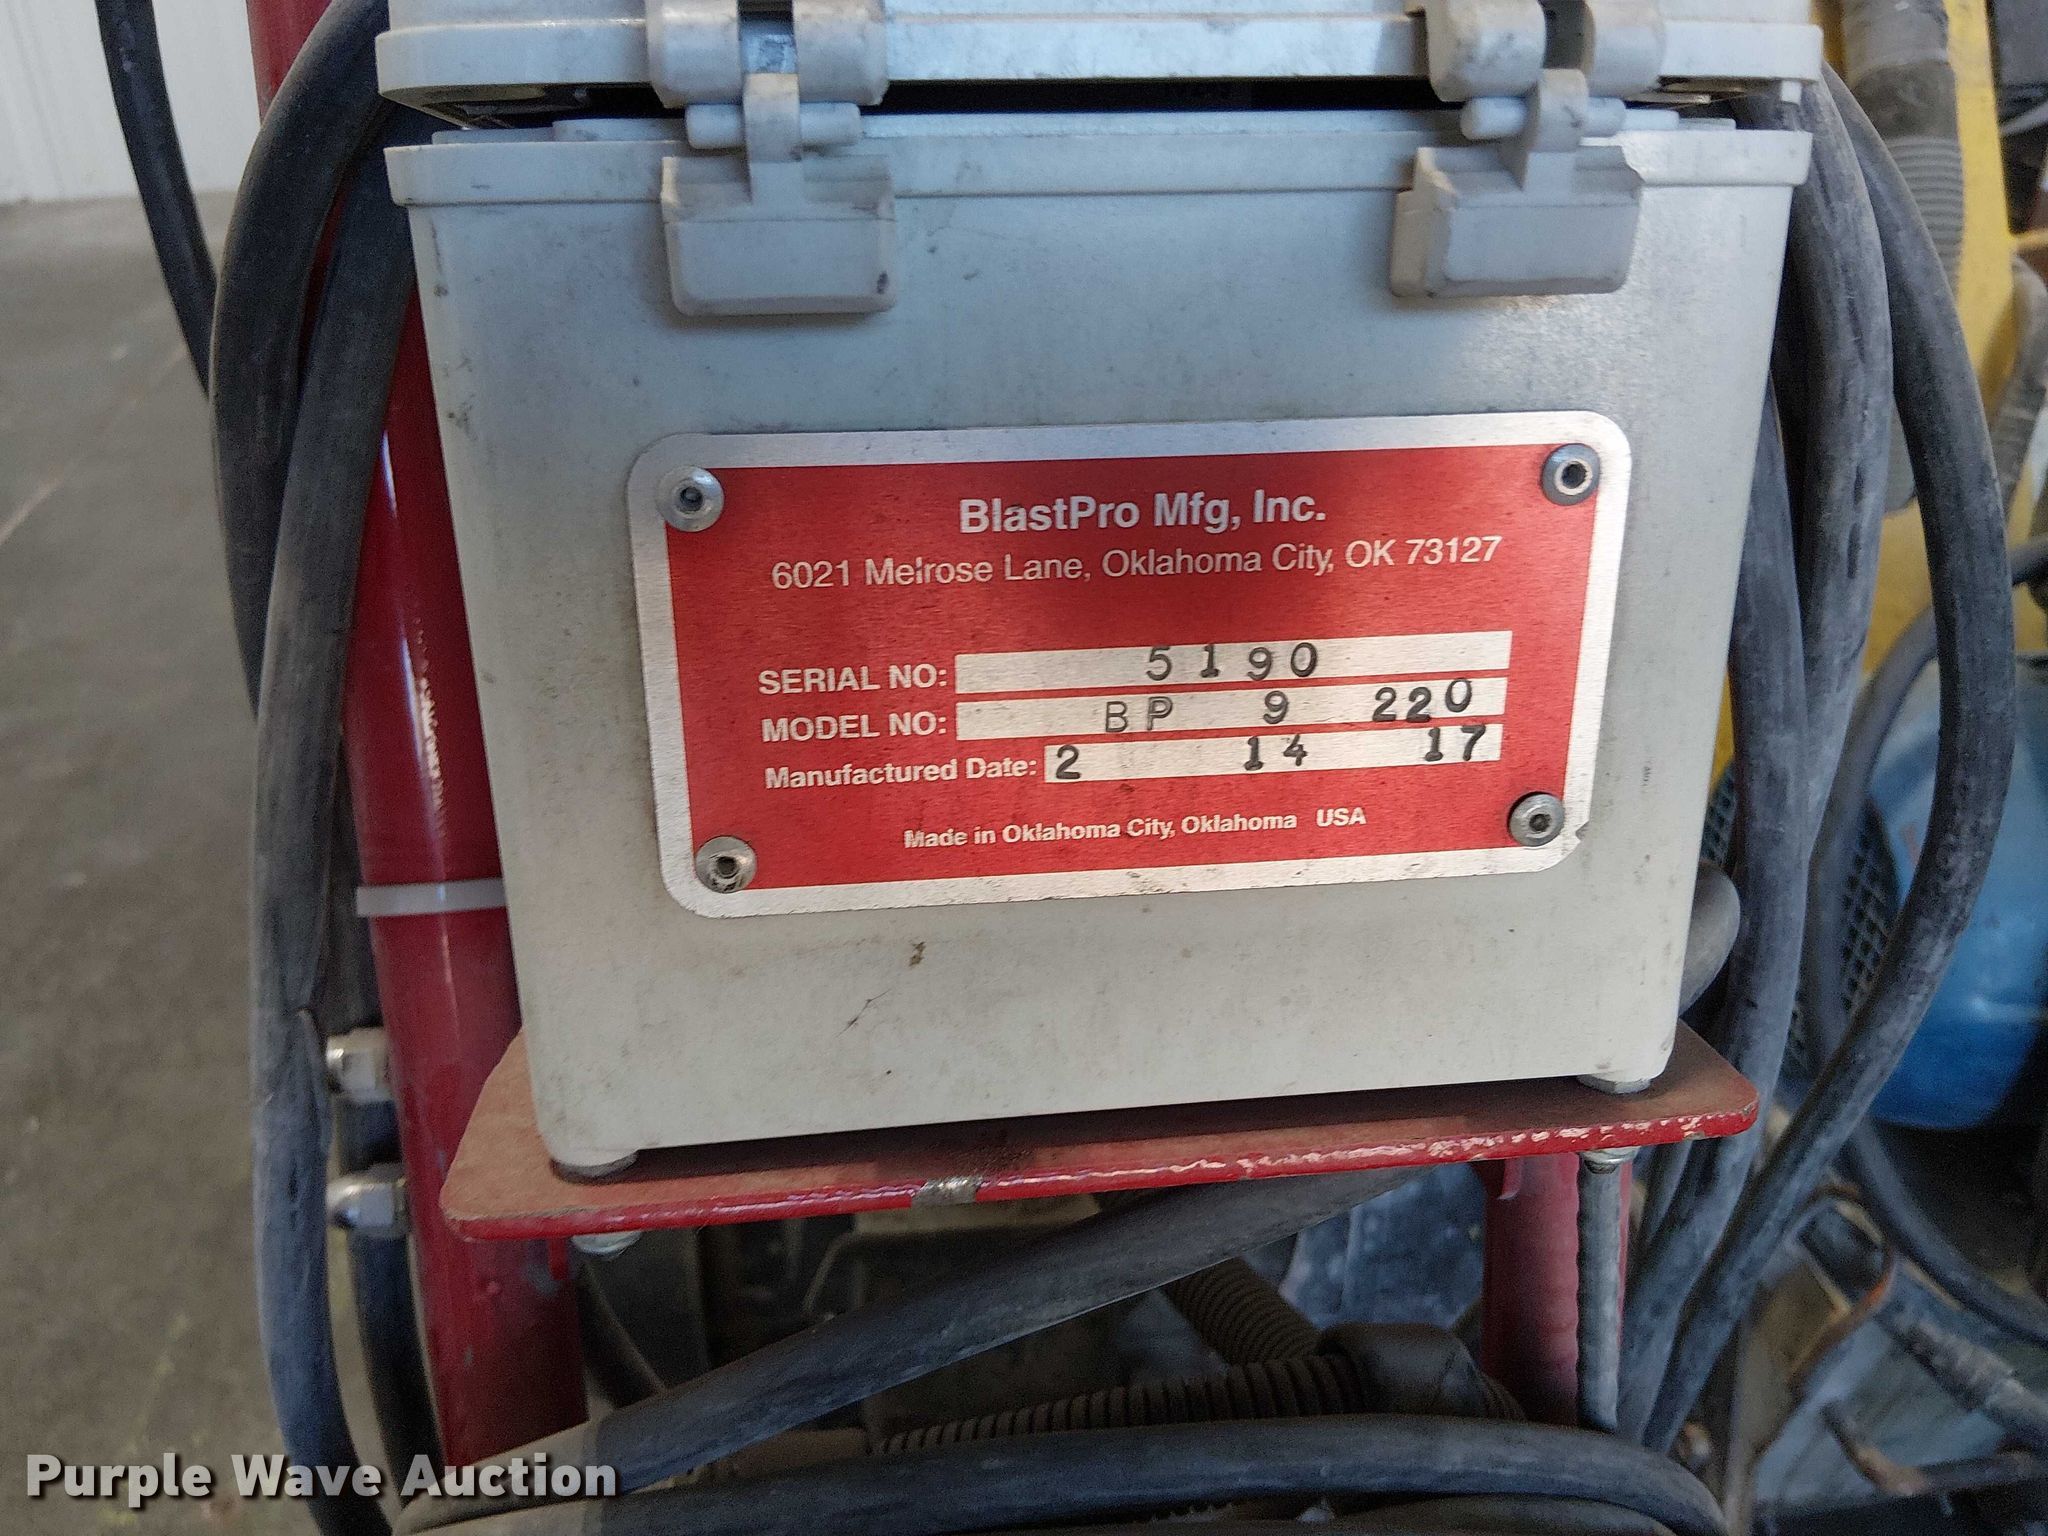 BlastPro Mfg, Inc.
6021 Melrose Lane, Oklahoma City, OK 73127
SERIAL NO: 5190
MODEL NO: BP 9 220
Manufactured Date: 2 14 17
Made in Oklahoma City, Oklahoma USA
Purple Wave Auction